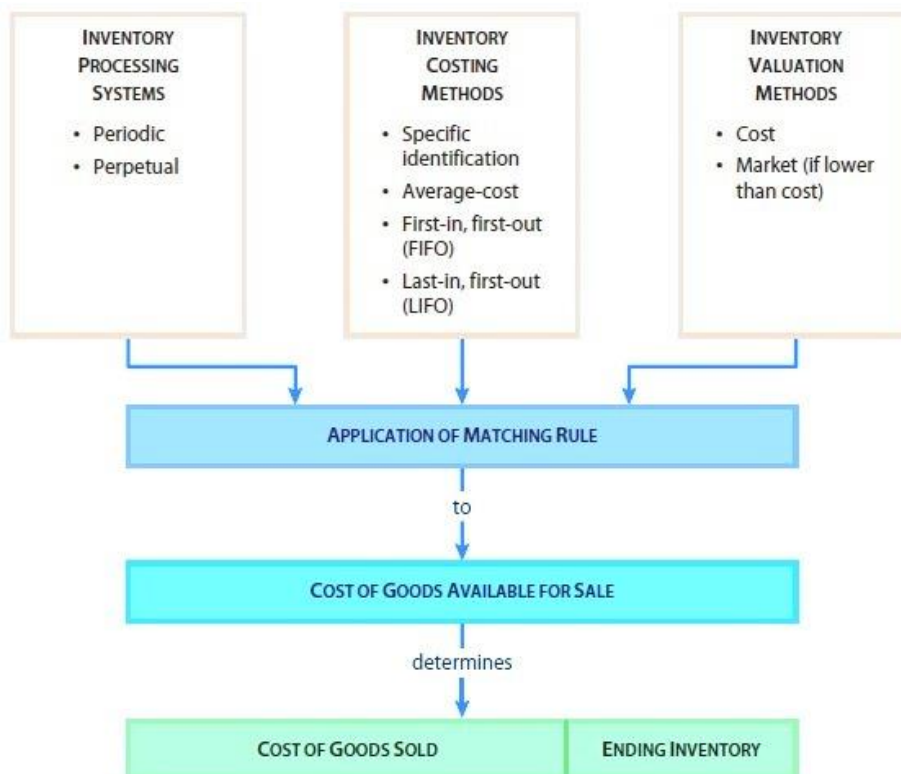 INVENTORY
PROCESSING
SYSTEMS
• Periodic
• Perpetual
INVENTORY
COSTING
METHODS
• Specific
identification
• Average-cost
• First-in, first-out
(FIFO)
• Last-in, first-out
(LIFO)
INVENTORY
VALUATION
METHODS
• Cost
• Market (if lower
than cost)
APPLICATION OF MATCHING RULE
to
COST OF GOODS AVAILABLE FOR SALE
determines
COST OF GOODS SOLD
ENDING INVENTORY